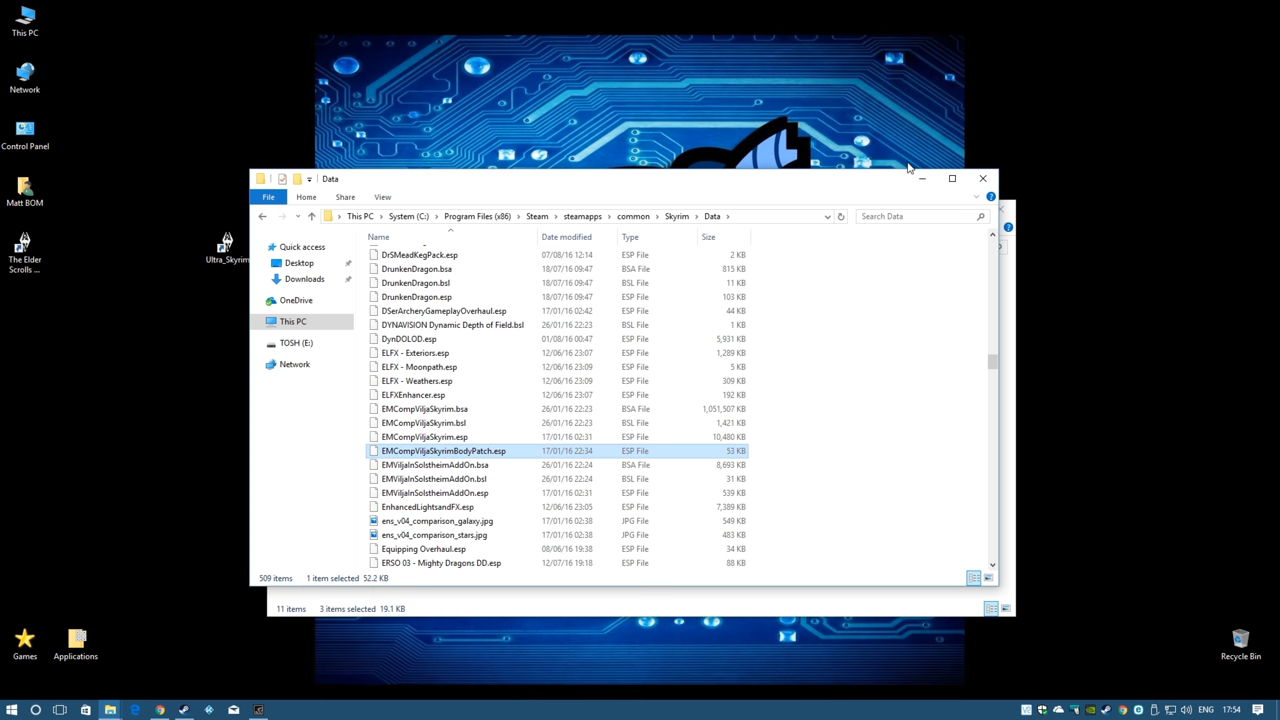 This PC
Network
Control Panel
Matt BOM
The Elder
Scrolls ...
Ultra_Skyrim
Games
Applications
Recycle Bin
Data
File Home Share View
This PC System (C:) Program Files (x86) Steam steamapps common Skyrim Data
Search Data
Quick access
Desktop
Downloads
OneDrive
This PC
TOSH (E:)
Network
Name Date modified Type Size
DrSMeadKegPack.esp 07/08/16 12:14 ESP File 2 KB
DrunkenDragon.bsa 18/07/16 09:47 BSA File 815 KB
DrunkenDragon.bsl 18/07/16 09:47 BSL File 11 KB
DrunkenDragon.esp 18/07/16 09:47 ESP File 103 KB
DSerArcheryGameplayOverhaul.esp 17/01/16 02:42 ESP File 44 KB
DYNAVISION Dynamic Depth of Field.bsl 26/01/16 22:23 BSL File 1 KB
DynDOLOD.esp 01/08/16 00:47 ESP File 5,931 KB
ELFX - Exteriors.esp 12/06/16 23:07 ESP File 1,289 KB
ELFX - Moonpath.esp 12/06/16 23:09 ESP File 5 KB
ELFX - Weathers.esp 12/06/16 23:09 ESP File 309 KB
ELFXEnhancer.esp 12/06/16 23:07 ESP File 192 KB
EMCompViljaSkyrim.bsa 26/01/16 22:23 BSA File 1,051,507 KB
EMCompViljaSkyrim.bsl 26/01/16 22:23 BSL File 1,421 KB
EMCompViljaSkyrim.esp 17/01/16 02:31 ESP File 10,480 KB
EMCompViljaSkyrimBodyPatch.esp 17/01/16 22:34 ESP File 53 KB
EMViljaInSolstheimAddOn.bsa 26/01/16 22:24 BSA File 8,693 KB
EMViljaInSolstheimAddOn.bsl 26/01/16 22:24 BSL File 31 KB
EMViljaInSolstheimAddOn.esp 17/01/16 02:31 ESP File 539 KB
EnhancedLightsandFX.esp 12/06/16 23:05 ESP File 7,389 KB
ens_v04_comparison_galaxy.jpg 17/01/16 02:38 JPG File 549 KB
ens_v04_comparison_stars.jpg 17/01/16 02:38 JPG File 483 KB
Equipping Overhaul.esp 08/06/16 19:38 ESP File 34 KB
ERSO 03 - Mighty Dragons DD.esp 12/07/16 19:18 ESP File 88 KB
509 items 1 item selected 52.2 KB
11 items 3 items selected 19.1 KB
ENG 17:54